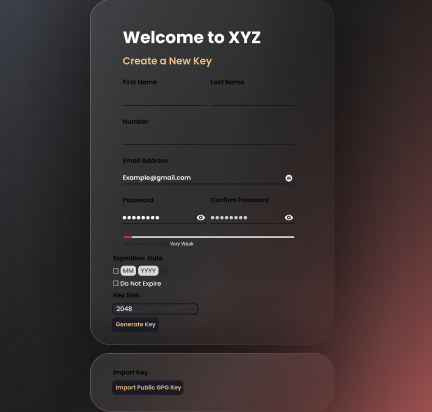 Welcome to XYZ
Create a New Key
First Name Last Name
Number
Email Address
Example@gmail.com
Password Confirm Password
Very Weak
Expiration Date
MM YYYY
Do Not Expire
Key Size :
2048
Generate Key
Import Key
Import Public GPG Key